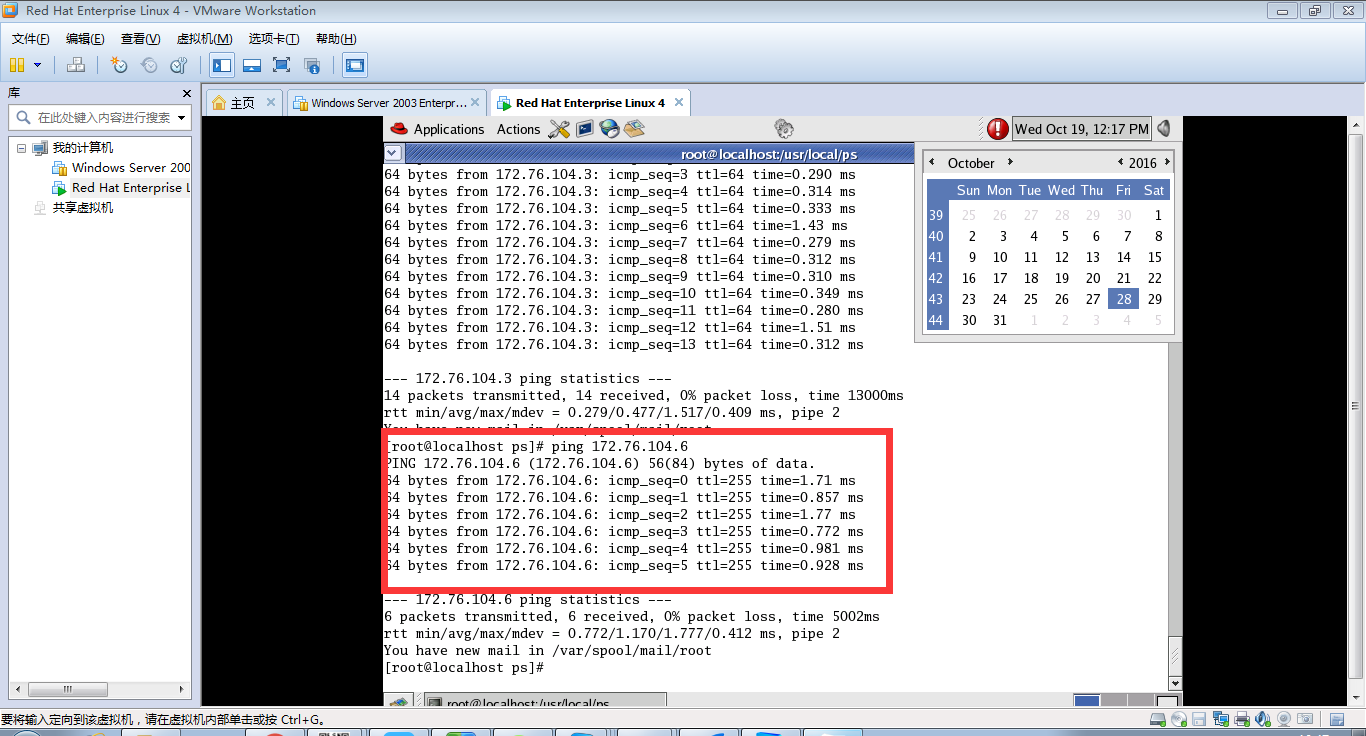 Red Hat Enterprise Linux 4 - VMware Workstation
文件(F) 编辑(E) 查看(V) 虚拟机(M) 选项卡(T) 帮助(H)
库
在此处键入内容进行搜索
我的计算机
Windows Server 200
Red Hat Enterprise L
共享虚拟机
主页
Windows Server 2003 Enterpr...
Red Hat Enterprise Linux 4
Applications Actions
Wed Oct 19, 12:17 PM
root@localhost:/usr/local/ps
64 bytes from 172.76.104.3: icmp_seq=3 ttl=64 time=0.290 ms
64 bytes from 172.76.104.3: icmp_seq=4 ttl=64 time=0.314 ms
64 bytes from 172.76.104.3: icmp_seq=5 ttl=64 time=0.333 ms
64 bytes from 172.76.104.3: icmp_seq=6 ttl=64 time=1.43 ms
64 bytes from 172.76.104.3: icmp_seq=7 ttl=64 time=0.279 ms
64 bytes from 172.76.104.3: icmp_seq=8 ttl=64 time=0.312 ms
64 bytes from 172.76.104.3: icmp_seq=9 ttl=64 time=0.310 ms
64 bytes from 172.76.104.3: icmp_seq=10 ttl=64 time=0.349 ms
64 bytes from 172.76.104.3: icmp_seq=11 ttl=64 time=0.280 ms
64 bytes from 172.76.104.3: icmp_seq=12 ttl=64 time=1.51 ms
64 bytes from 172.76.104.3: icmp_seq=13 ttl=64 time=0.312 ms
--- 172.76.104.3 ping statistics ---
14 packets transmitted, 14 received, 0% packet loss, time 13000ms
rtt min/avg/max/mdev = 0.279/0.477/1.517/0.409 ms, pipe 2
You have new mail in /var/spool/mail/root
[root@localhost ps]# ping 172.76.104.6
PING 172.76.104.6 (172.76.104.6) 56(84) bytes of data.
64 bytes from 172.76.104.6: icmp_seq=0 ttl=255 time=1.71 ms
64 bytes from 172.76.104.6: icmp_seq=1 ttl=255 time=0.857 ms
64 bytes from 172.76.104.6: icmp_seq=2 ttl=255 time=1.77 ms
64 bytes from 172.76.104.6: icmp_seq=3 ttl=255 time=0.772 ms
64 bytes from 172.76.104.6: icmp_seq=4 ttl=255 time=0.981 ms
64 bytes from 172.76.104.6: icmp_seq=5 ttl=255 time=0.928 ms
--- 172.76.104.6 ping statistics ---
6 packets transmitted, 6 received, 0% packet loss, time 5002ms
rtt min/avg/max/mdev = 0.772/1.170/1.777/0.412 ms, pipe 2
You have new mail in /var/spool/mail/root
[root@localhost ps]#
October 2016
Sun Mon Tue Wed Thu Fri Sat
39 25 26 27 28 29 30 1
40 2 3 4 5 6 7 8
41 9 10 11 12 13 14 15
42 16 17 18 19 20 21 22
43 23 24 25 26 27 28 29
44 30 31 1 2 3 4 5
root@localhost:/usr/local/ps
要将输入定向到该虚拟机，请在虚拟机内部单击或按 Ctrl+G。